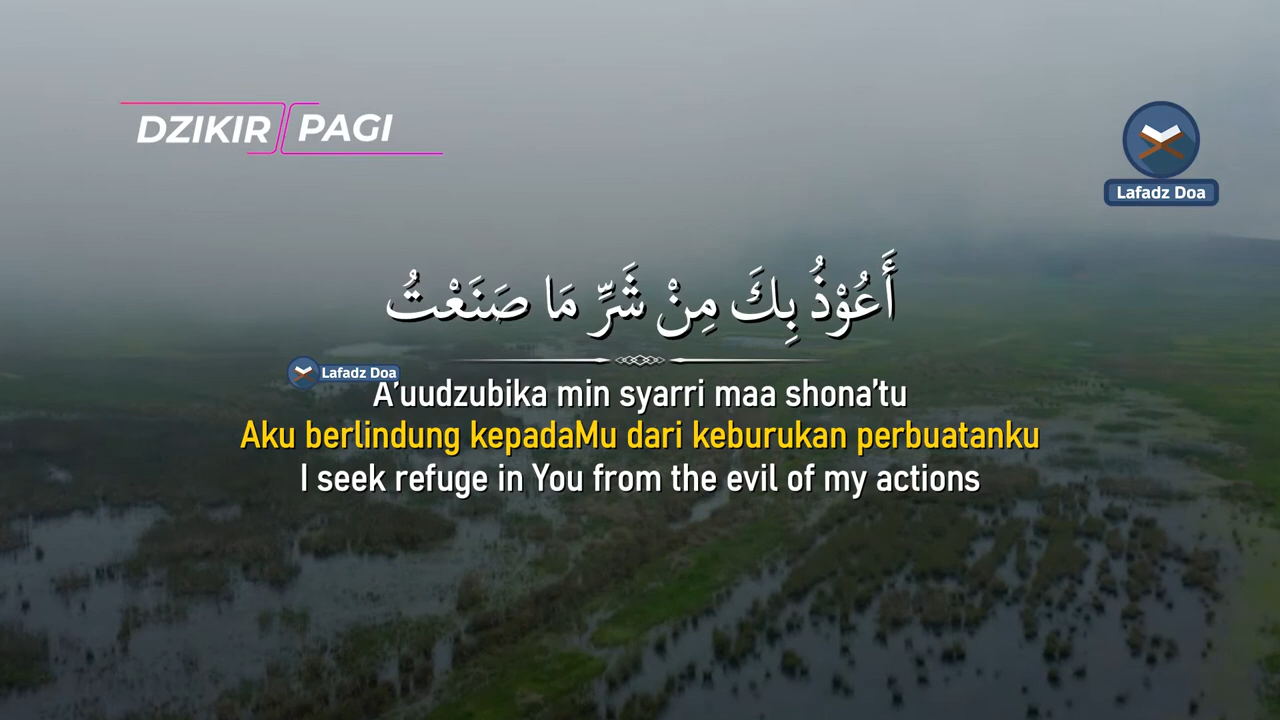 DZIKIR PAGI
Lafadz Doa
أَعُوْذُ بِكَ مِنْ شَرِّ مَا صَنَعْتُ
Lafadz Doa
A’uudzubika min syarri maa shona’tu
Aku berlindung kepadaMu dari keburukan perbuatanku
I seek refuge in You from the evil of my actions